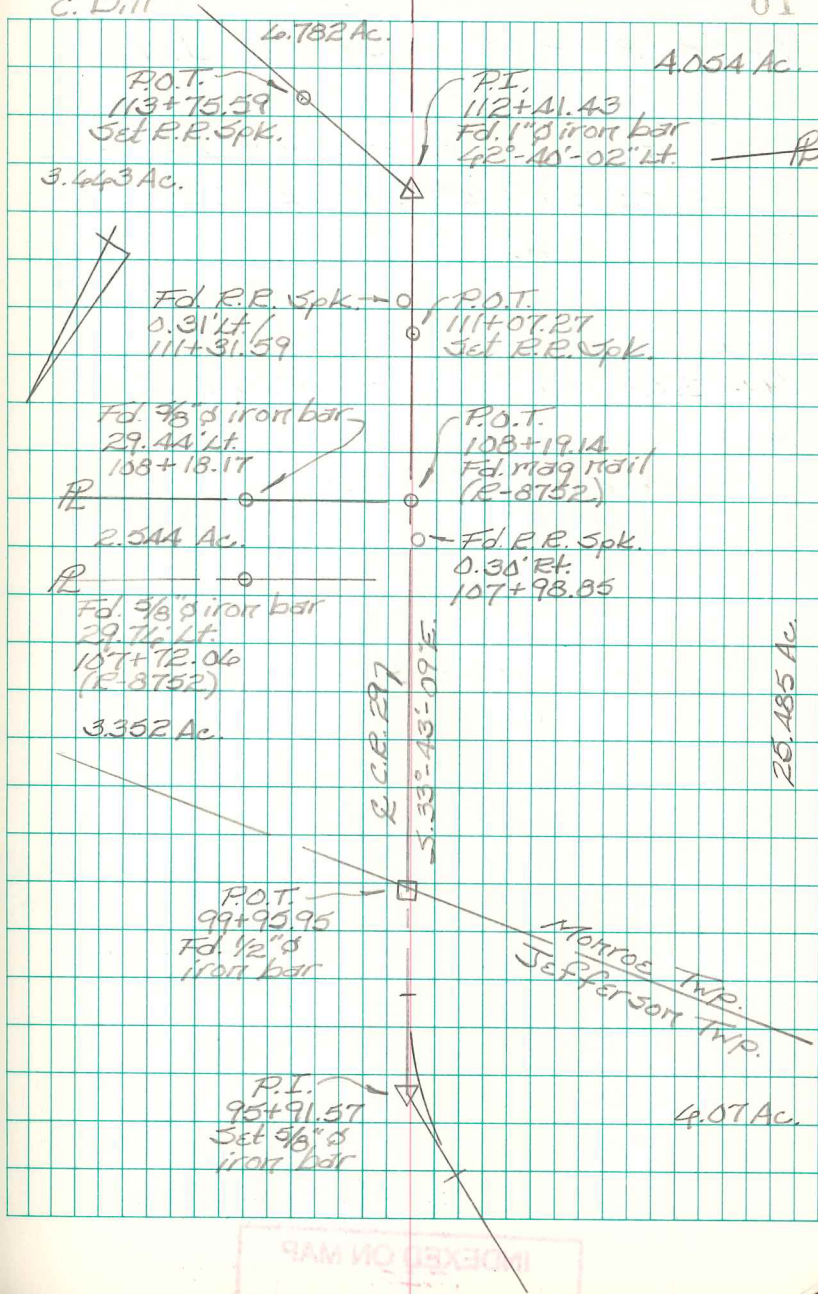 C. Dill
6.782 Ac.
4.054 Ac.
P.O.T.
113+75.59
Set R.R. Spk.
P.I.
112+41.43
Fd. 1"ø iron bar
42°-40'-02" Lt.
PL
3.443 Ac.
Fd. R.R. Spk.
0.31' Lt /
111+31.59
P.O.T.
111+07.27
Set R.R. Spk.
Fd. 5/8"ø iron bar
29.44' Lt.
108+18.17
P.O.T.
108+19.14
Fd. mag nail
(R-8752)
PL
2.544 Ac.
Fd. R.R. Spk.
0.30' Rt.
107+98.85
PL
Fd. 5/8"ø iron bar
29.76' Lt.
107+72.06
(R-8752)
3.352 Ac.
℄ C.R. 297
S.33°-43'-09"E.
25.485 Ac.
P.O.T.
99+95.95
Fd. 1/2"ø
iron bar
Monroe Twp.
Jefferson Twp.
P.I.
95+91.57
Set 5/8"ø
iron bar
4.07 Ac.
INDEXED ON MAP